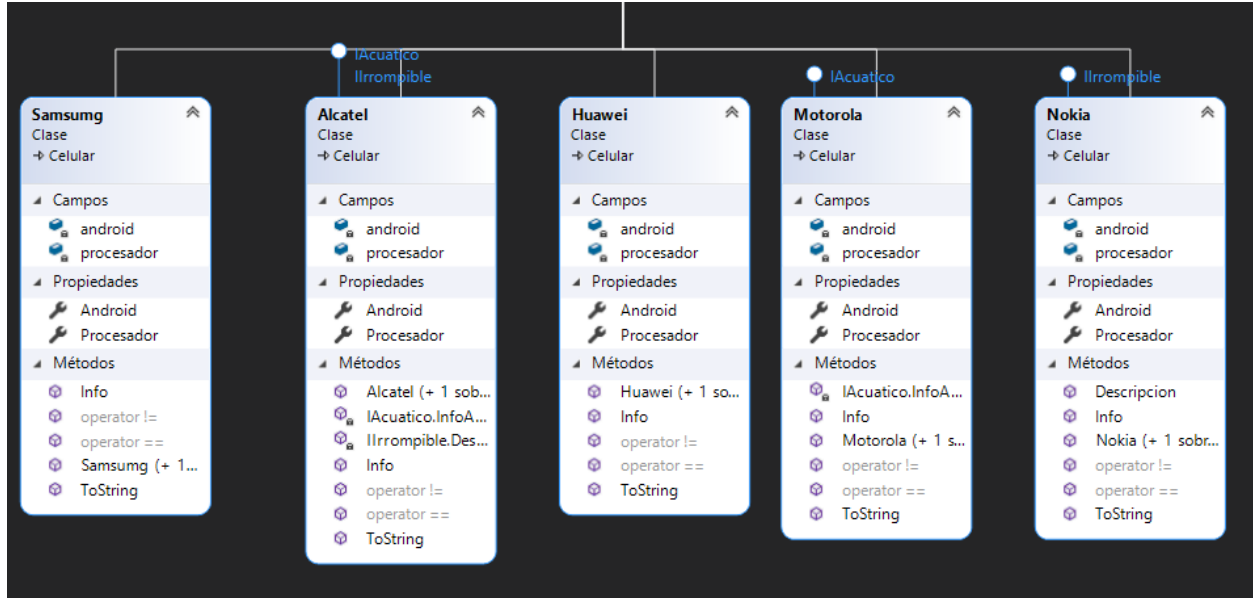 IAcuatico
IIrrompible
IAcuatico
IIrrompible
Samsumg
Clase
Celular
Campos
android
procesador
Propiedades
Android
Procesador
Métodos
Info
operator !=
operator ==
Samsumg (+ 1...
ToString
Alcatel
Clase
Celular
Campos
android
procesador
Propiedades
Android
Procesador
Métodos
Alcatel (+ 1 sob...
IAcuatico.InfoA...
IIrrompible.Des...
Info
operator !=
operator ==
ToString
Huawei
Clase
Celular
Campos
android
procesador
Propiedades
Android
Procesador
Métodos
Huawei (+ 1 so...
Info
operator !=
operator ==
ToString
Motorola
Clase
Celular
Campos
android
procesador
Propiedades
Android
Procesador
Métodos
IAcuatico.InfoA...
Info
Motorola (+ 1 s...
operator !=
operator ==
ToString
Nokia
Clase
Celular
Campos
android
procesador
Propiedades
Android
Procesador
Métodos
Descripcion
Info
Nokia (+ 1 sobr...
operator !=
operator ==
ToString